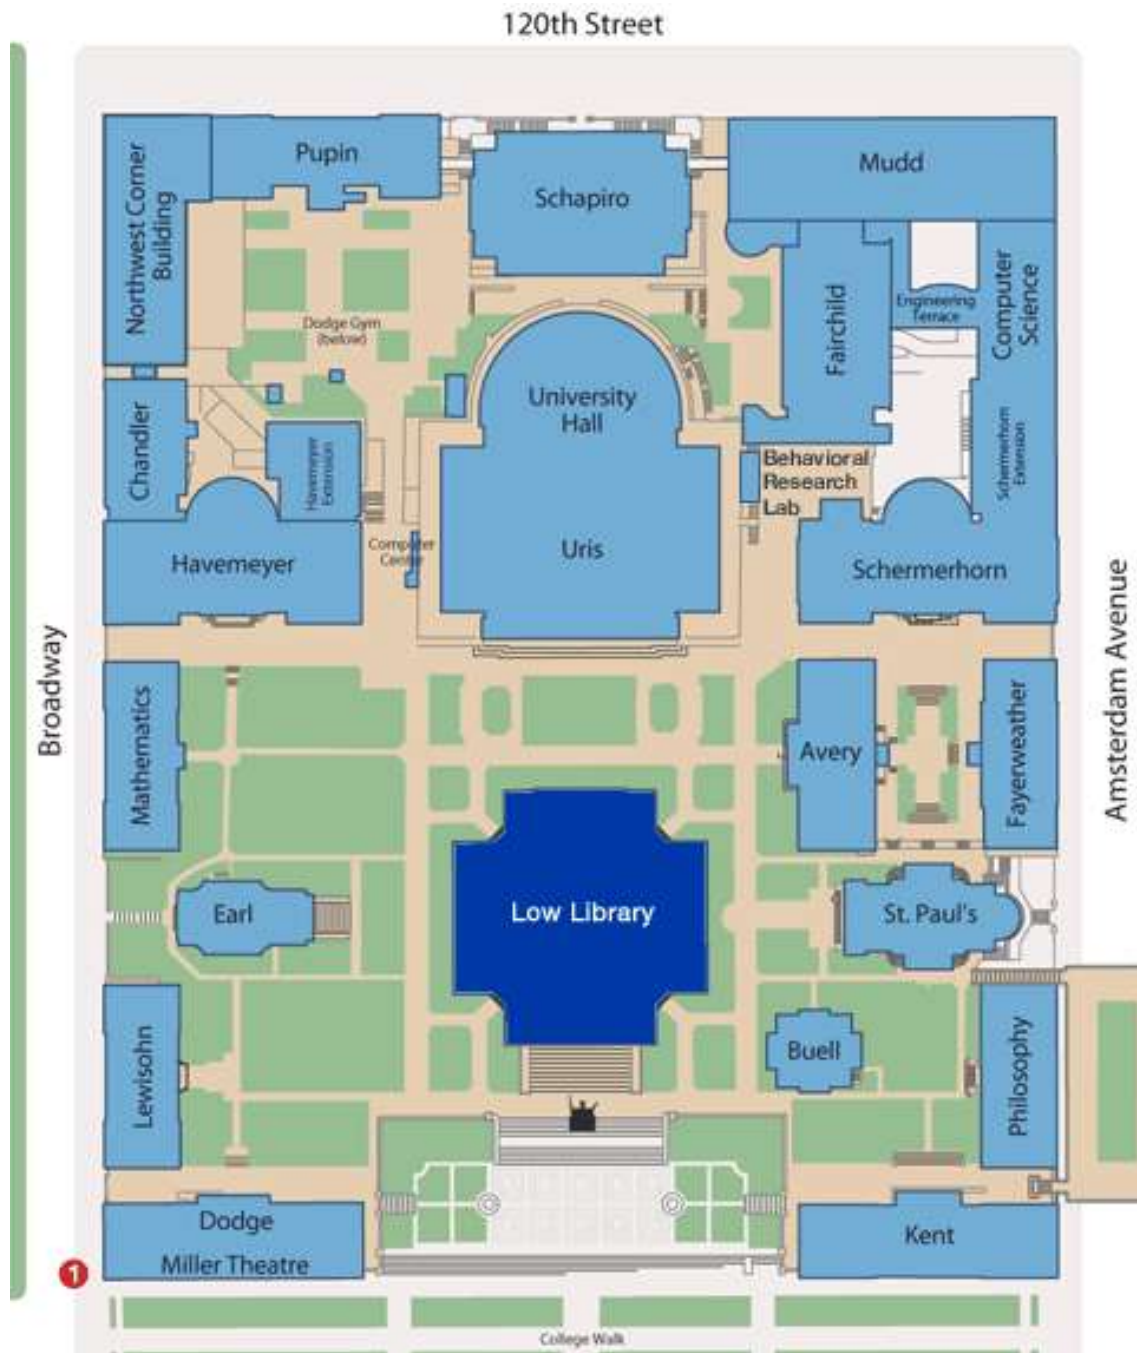 120th Street
Pupin
Mudd
Schapiro
Northwest Corner
Building
Computer
Science
Engineering
Terrace
Fairchild
Dodge Gym
(below)
University
Hall
Chandler
Havemeyer
Extension
Schermerhorn
Extension
Behavioral
Research
Lab
Computer
Center
Uris
Havemeyer
Schermerhorn
Broadway
Amsterdam Avenue
Mathematics
Avery
Fayerweather
Earl
Low Library
St. Paul's
Lewisohn
Buell
Philosophy
Dodge
Miller Theatre
Kent
1
College Walk